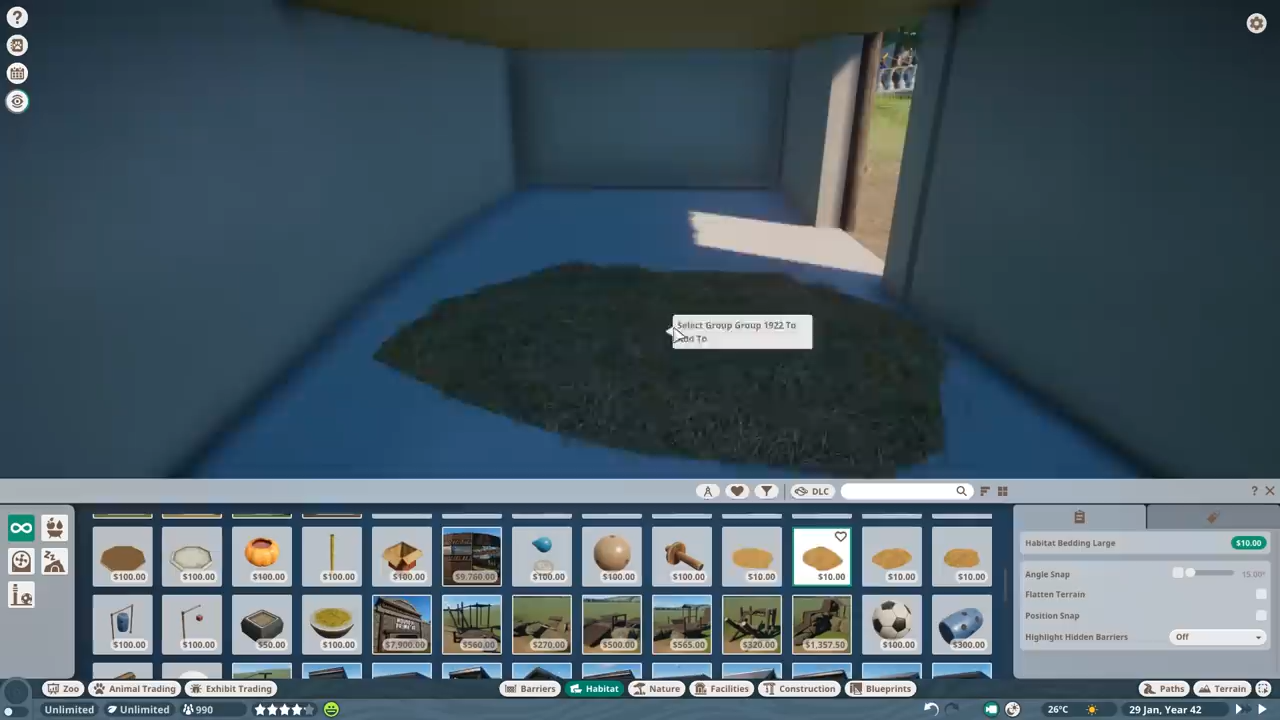 Select Group Group 1922 To
Add To
DLC
$100.00
$100.00
$100.00
$100.00
$100.00
$9,760.00
$100.00
$100.00
$100.00
$10.00
$10.00
$10.00
$10.00
$100.00
$100.00
$50.00
$100.00
$7,900.00
$560.00
$270.00
$500.00
$565.00
$320.00
$1,357.50
$100.00
$300.00
Habitat Bedding Large
$10.00
Angle Snap
15.00°
Flatten Terrain
Position Snap
Highlight Hidden Barriers
Off
Zoo
Animal Trading
Exhibit Trading
Barriers
Habitat
Nature
Facilities
Construction
Blueprints
Paths
Terrain
Unlimited
Unlimited
990
26°C
29 Jan, Year 42